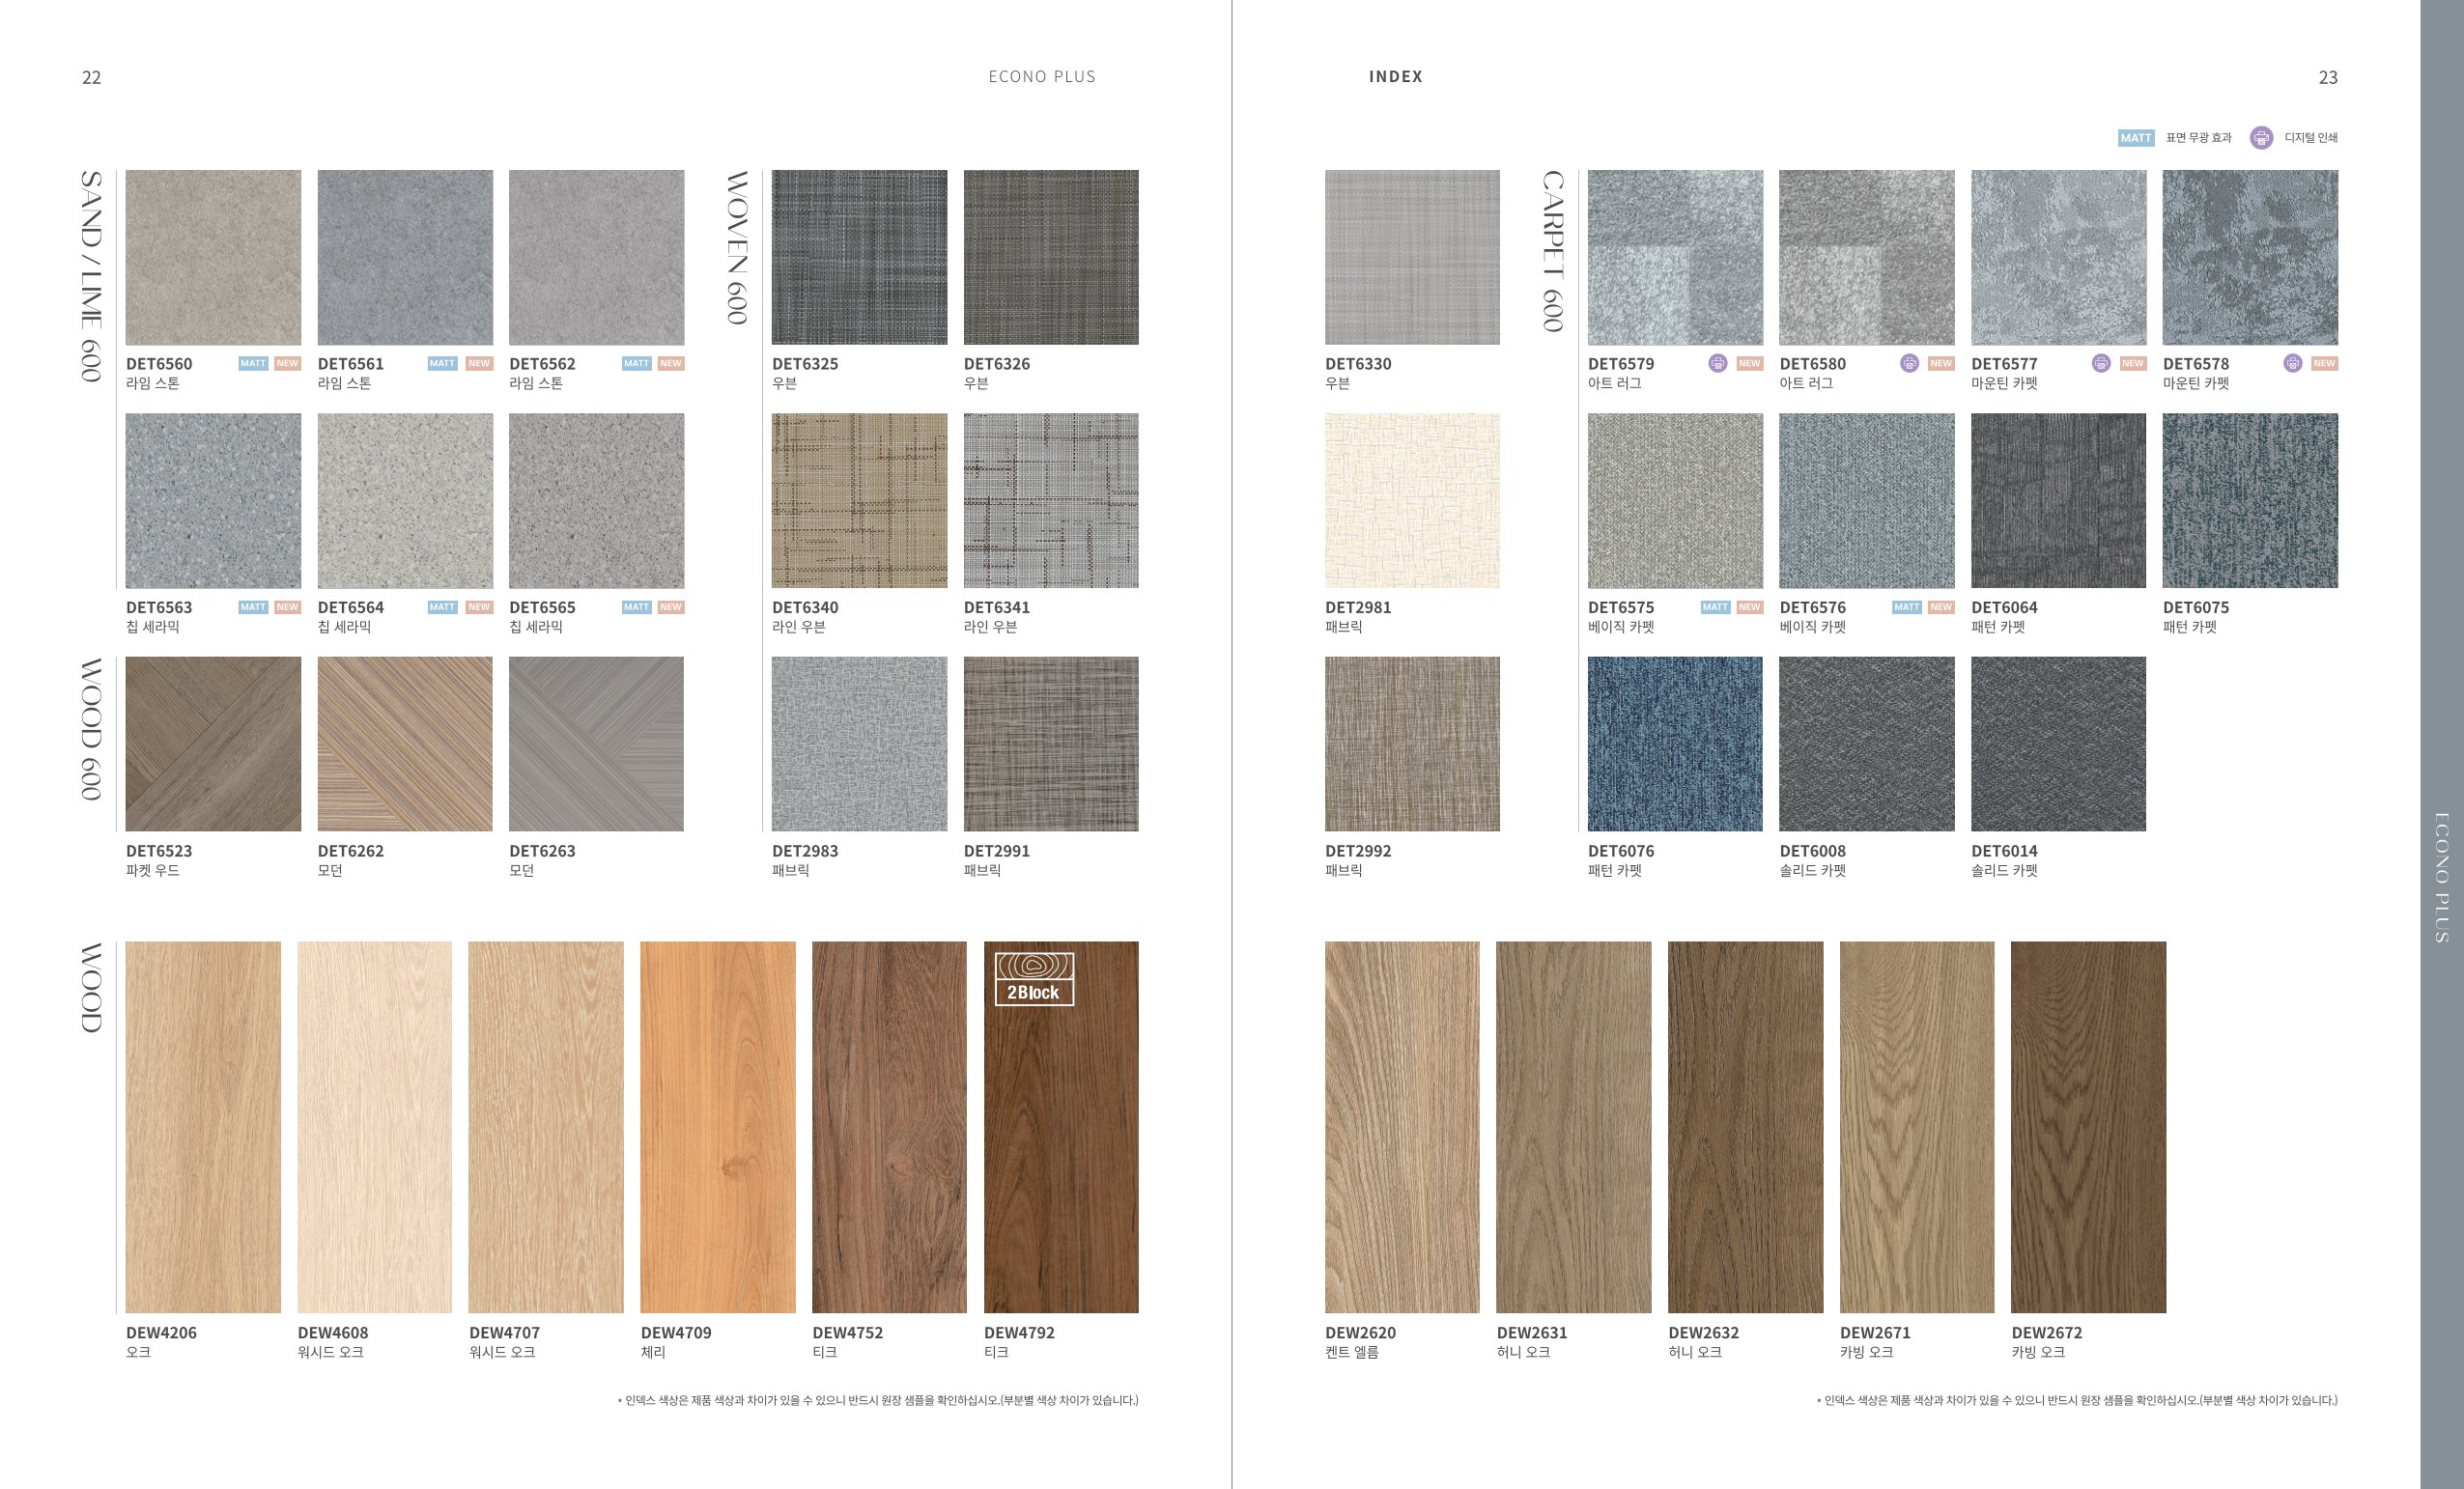 22
ECONO PLUS
SAND / LIME 600
DET6560 MATT NEW
라임 스톤
DET6561 MATT NEW
라임 스톤
DET6562 MATT NEW
라임 스톤
DET6563 MATT NEW
칩 세라믹
DET6564 MATT NEW
칩 세라믹
DET6565 MATT NEW
칩 세라믹
WOOD 600
DET6523
파켓 우드
DET6262
모던
DET6263
모던
WOVEN 600
DET6325
우븐
DET6326
우븐
DET6340
라인 우븐
DET6341
라인 우븐
DET2983
패브릭
DET2991
패브릭
WOOD
2Block
DEW4206
오크
DEW4608
워시드 오크
DEW4707
워시드 오크
DEW4709
체리
DEW4752
티크
DEW4792
티크
* 인덱스 색상은 제품 색상과 차이가 있을 수 있으니 반드시 원장 샘플을 확인하십시오.(부분별 색상 차이가 있습니다.)
INDEX
23
MATT 표면 무광 효과 디지털 인쇄
DET6330
우븐
DET2981
패브릭
DET2992
패브릭
CARPET 600
DET6579 NEW
아트 러그
DET6580 NEW
아트 러그
DET6577 NEW
마운틴 카펫
DET6578 NEW
마운틴 카펫
DET6575 MATT NEW
베이직 카펫
DET6576 MATT NEW
베이직 카펫
DET6064
패턴 카펫
DET6075
패턴 카펫
DET6076
패턴 카펫
DET6008
솔리드 카펫
DET6014
솔리드 카펫
DEW2620
켄트 엘름
DEW2631
허니 오크
DEW2632
허니 오크
DEW2671
카빙 오크
DEW2672
카빙 오크
* 인덱스 색상은 제품 색상과 차이가 있을 수 있으니 반드시 원장 샘플을 확인하십시오.(부분별 색상 차이가 있습니다.)
ECONO PLUS